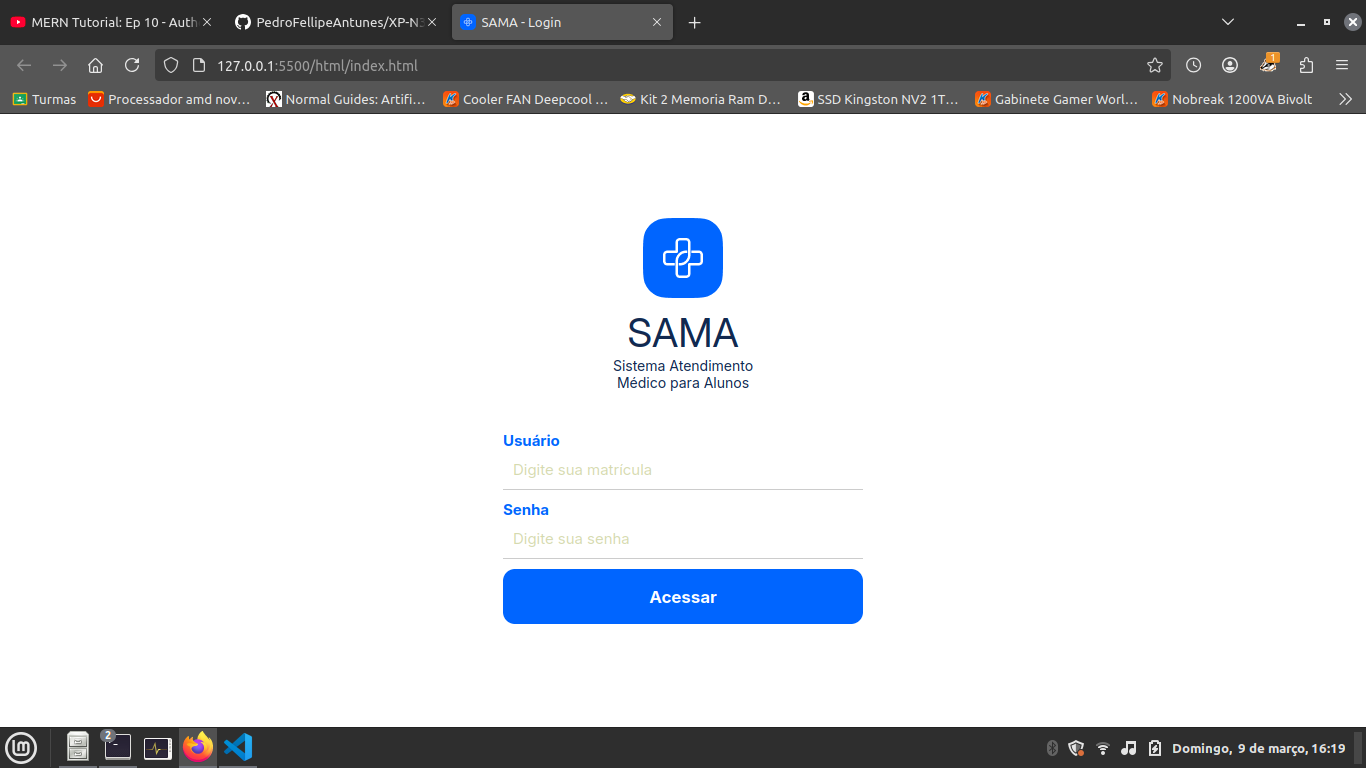 MERN Tutorial: Ep 10 - Auth
PedroFellipeAntunes/XP-N3
SAMA - Login
127.0.0.1:5500/html/index.html
1
Turmas
Processador amd nov…
Normal Guides: Artifi…
Cooler FAN Deepcool …
Kit 2 Memoria Ram D…
SSD Kingston NV2 1T…
Gabinete Gamer Worl…
Nobreak 1200VA Bivolt
SAMA
Sistema Atendimento
Médico para Alunos
Usuário
Digite sua matrícula
Senha
Digite sua senha
Acessar
2
Domingo, 9 de março, 16:19